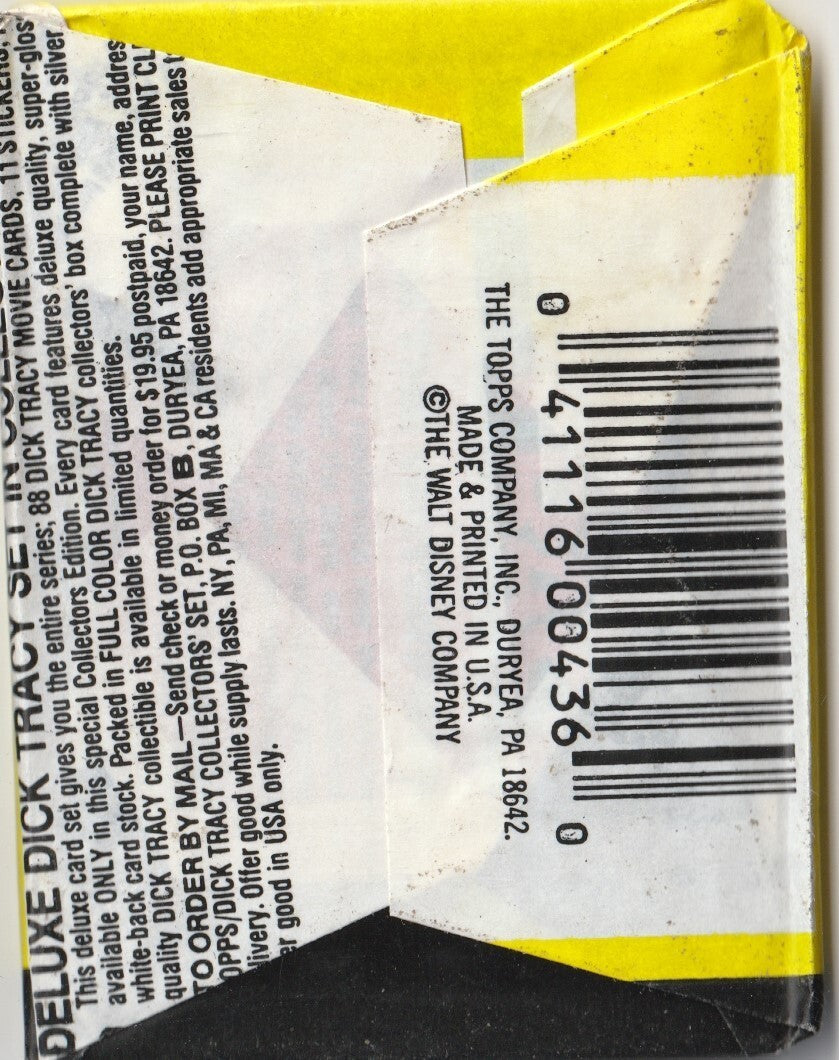 DELUXE DICK TRACY SET IN
This deluxe card set gives you the entire series; 88 DICK TRACY MOVIE CARDS, 11 STICKERS,
available ONLY in this special Collectors Edition. Every card features deluxe quality, super-glos
white-back card stock. Packed in FULL COLOR DICK TRACY collectors' box complete with silver
quality DICK TRACY collectible is available in limited quantities.
TO ORDER BY MAIL—Send check or money order for $19.95 postpaid, your name, addres
OPPS/DICK TRACY COLLECTORS' SET, P.O. BOX B, DURYEA, PA 18642. PLEASE PRINT CL
livery. Offer good while supply lasts. NY, PA, MI, MA & CA residents add appropriate sales t
er good in USA only.
0 41116 00436 0
THE TOPPS COMPANY, INC., DURYEA, PA 18642.
MADE & PRINTED IN U.S.A.
©THE WALT DISNEY COMPANY